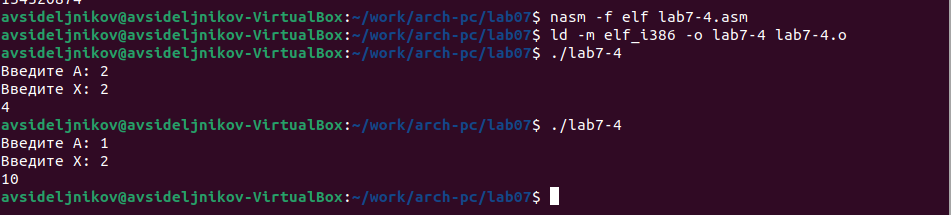 avsideljnikov@avsideljnikov-VirtualBox:~/work/arch-pc/lab07$ nasm -f elf lab7-4.asm
avsideljnikov@avsideljnikov-VirtualBox:~/work/arch-pc/lab07$ ld -m elf_i386 -o lab7-4 lab7-4.o
avsideljnikov@avsideljnikov-VirtualBox:~/work/arch-pc/lab07$ ./lab7-4
Введите A: 2
Введите X: 2
4
avsideljnikov@avsideljnikov-VirtualBox:~/work/arch-pc/lab07$ ./lab7-4
Введите A: 1
Введите X: 2
10
avsideljnikov@avsideljnikov-VirtualBox:~/work/arch-pc/lab07$